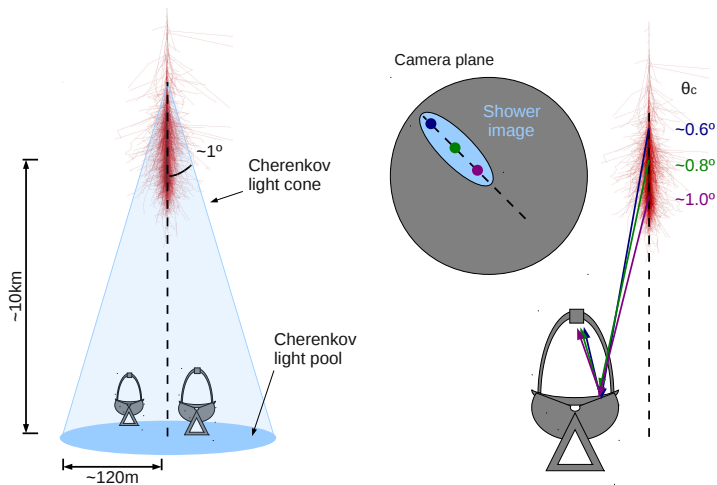 ~1º
Cherenkov
light cone
~10km
Cherenkov
light pool
~120m
Camera plane
Shower
image
θc
~0.6º
~0.8º
~1.0º